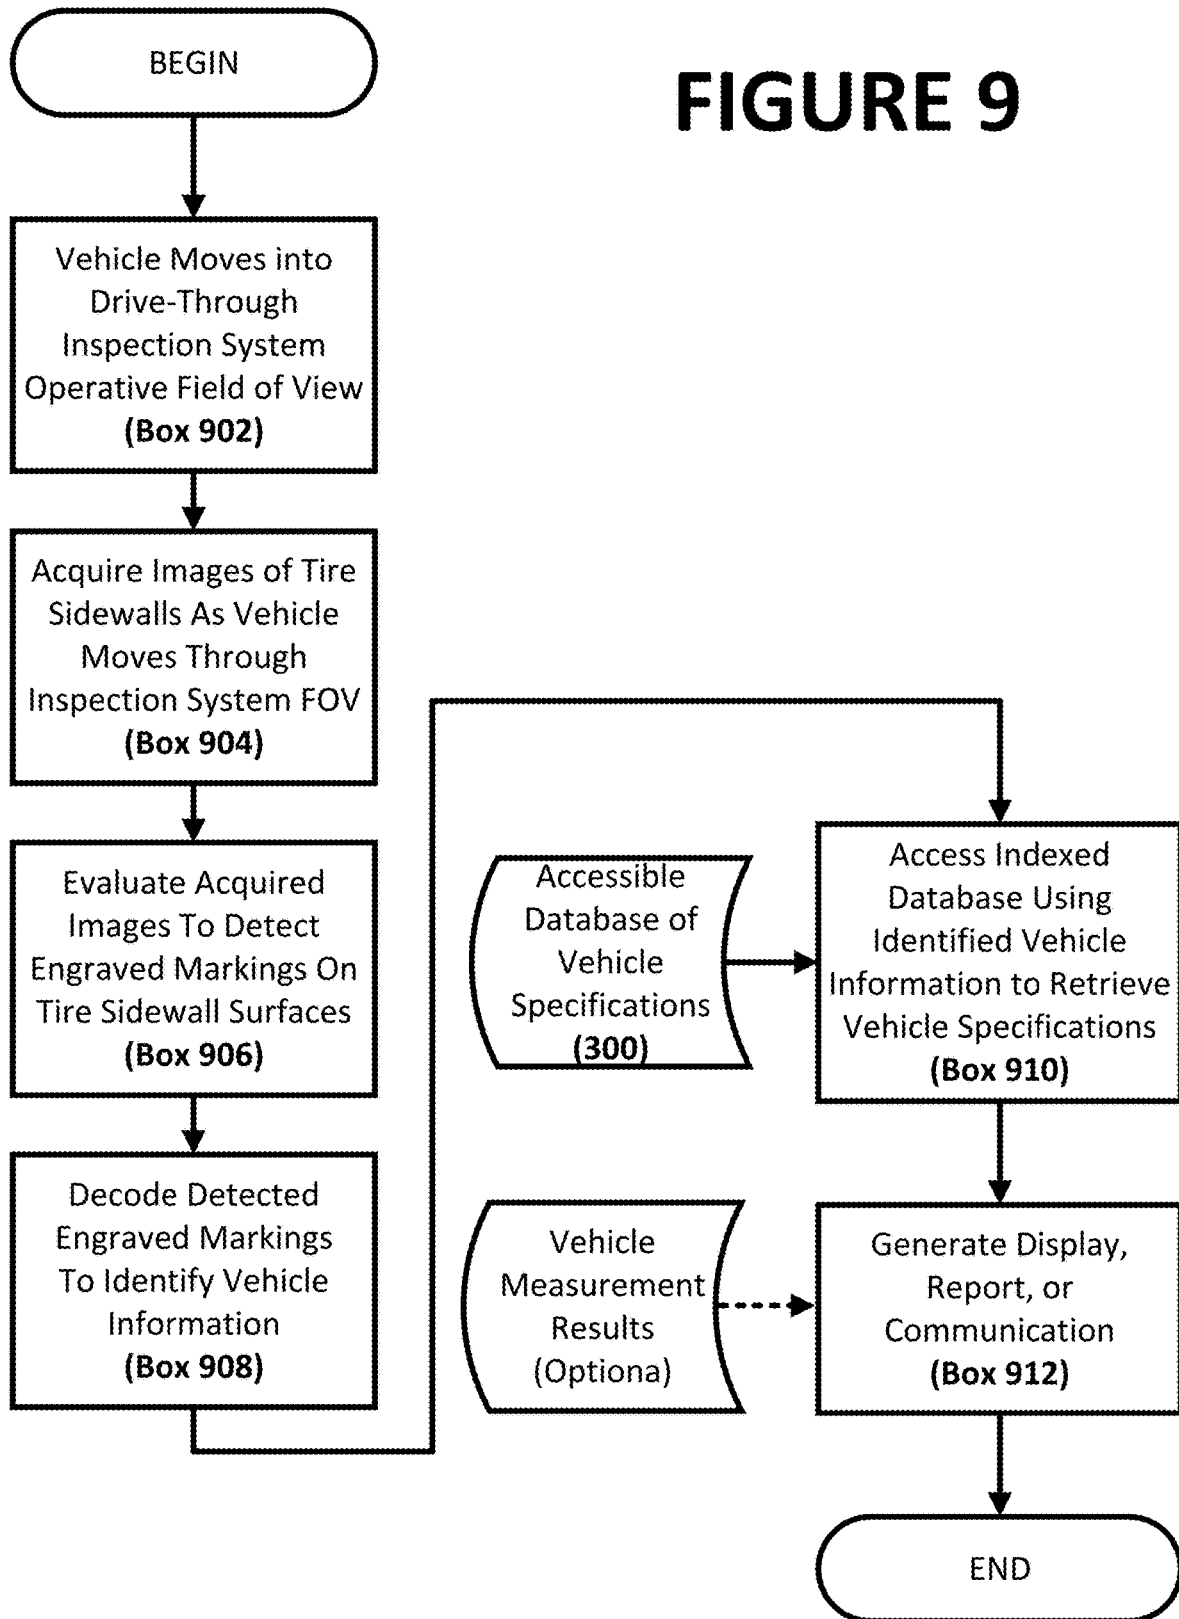 BEGIN
FIGURE 9
Vehicle Moves into
Drive-Through
Inspection System
Operative Field of View
(Box 902)
Acquire Images of Tire
Sidewalls As Vehicle
Moves Through
Inspection System FOV
(Box 904)
Evaluate Acquired
Images To Detect
Engraved Markings On
Tire Sidewall Surfaces
(Box 906)
Decode Detected
Engraved Markings
To Identify Vehicle
Information
(Box 908)
Accessible
Database of
Vehicle
Specifications
(300)
Access Indexed
Database Using
Identified Vehicle
Information to Retrieve
Vehicle Specifications
(Box 910)
Vehicle
Measurement
Results
(Optiona)
Generate Display,
Report, or
Communication
(Box 912)
END